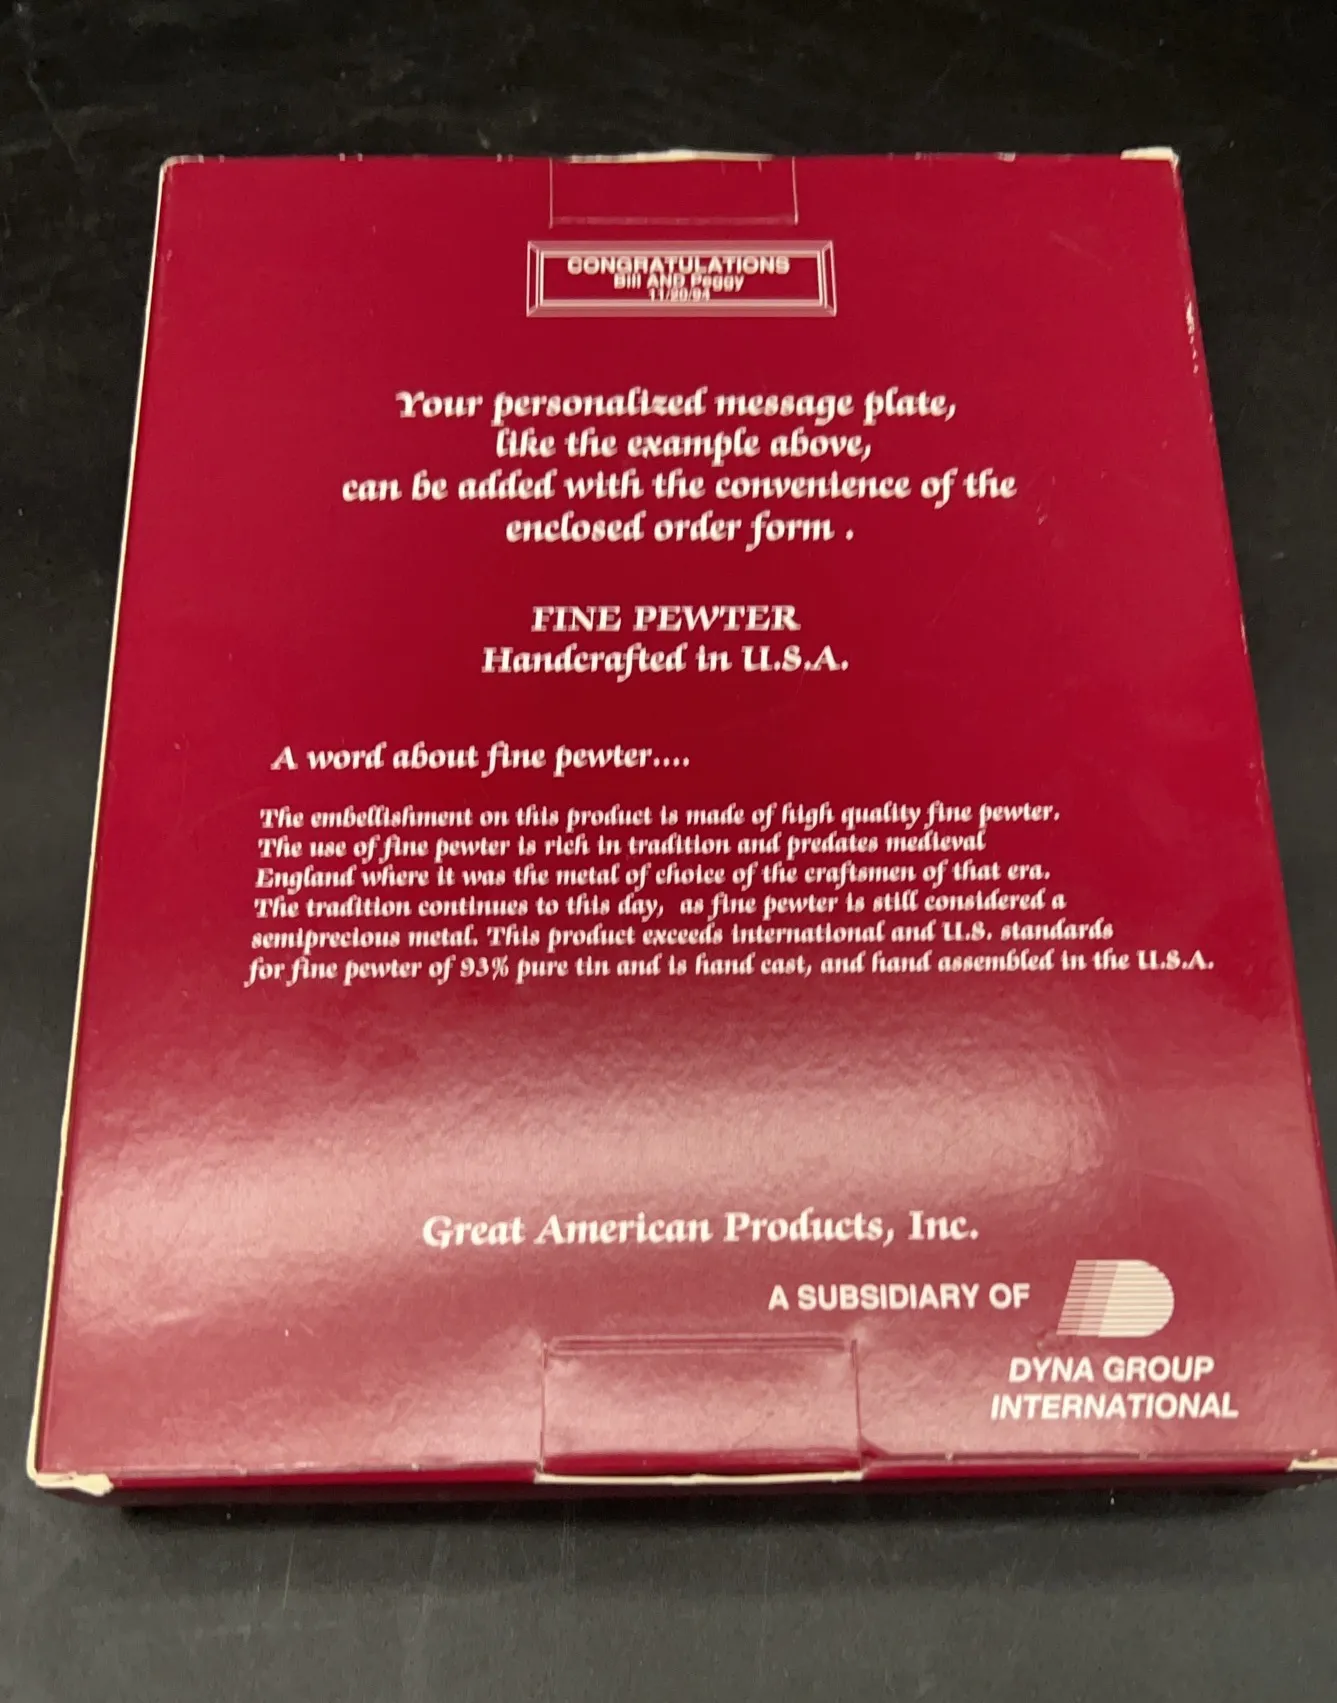 CONGRATULATIONS
Bill AND Peggy
11/20/94
Your personalized message plate,
like the example above,
can be added with the convenience of the
enclosed order form .
FINE PEWTER
Handcrafted in U.S.A.
A word about fine pewter....
The embellishment on this product is made of high quality fine pewter.
The use of fine pewter is rich in tradition and predates medieval
England where it was the metal of choice of the craftsmen of that era.
The tradition continues to this day, as fine pewter is still considered a
semiprecious metal. This product exceeds international and U.S. standards
for fine pewter of 93% pure tin and is hand cast, and hand assembled in the U.S.A.
Great American Products, Inc.
A SUBSIDIARY OF
DYNA GROUP
INTERNATIONAL